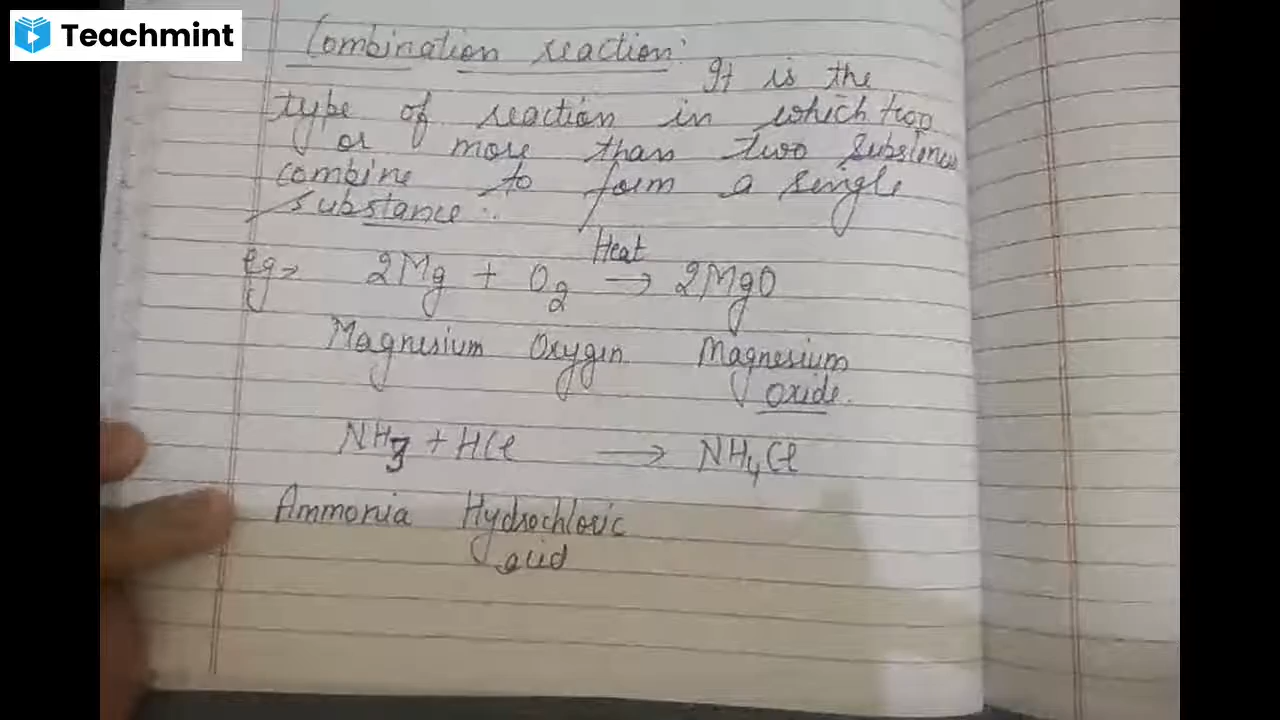 Teachmint
Combination reaction:
It is the
type of reaction in which two
or more than two substances
combine to form a single
substance.
eg→ 2Mg + O₂ Heat → 2MgO
Magnesium Oxygen Magnesium
oxide.
NH₃ + HCl → NH₄Cl
Ammonia Hydrochloric
acid